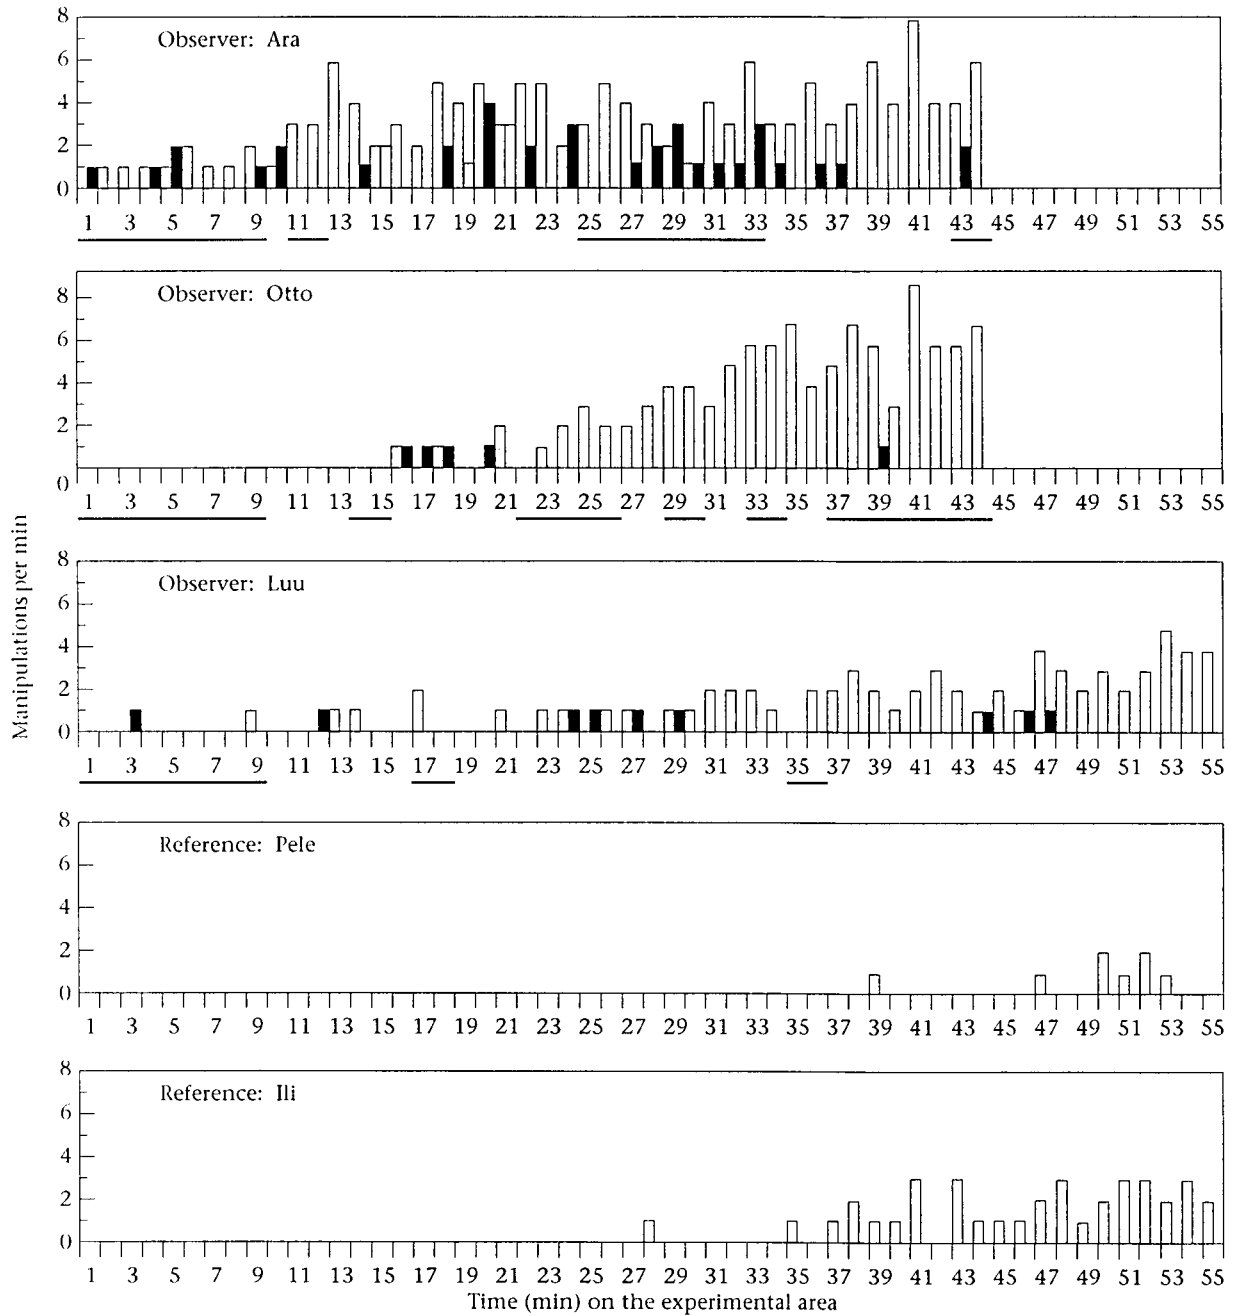 8
Observer: Ara
6
4
2
0
1 3 5 7 9 11 13 15 17 19 21 23 25 27 29 31 33 35 37 39 41 43 45 47 49 51 53 55
8
Observer: Otto
6
4
2
0
1 3 5 7 9 11 13 15 17 19 21 23 25 27 29 31 33 35 37 39 41 43 45 47 49 51 53 55
Manipulations per min
8
Observer: Luu
6
4
2
0
1 3 5 7 9 11 13 15 17 19 21 23 25 27 29 31 33 35 37 39 41 43 45 47 49 51 53 55
8
Reference: Pele
6
4
2
0
1 3 5 7 9 11 13 15 17 19 21 23 25 27 29 31 33 35 37 39 41 43 45 47 49 51 53 55
8
Reference: Ili
6
4
2
0
1 3 5 7 9 11 13 15 17 19 21 23 25 27 29 31 33 35 37 39 41 43 45 47 49 51 53 55
Time (min) on the experimental area